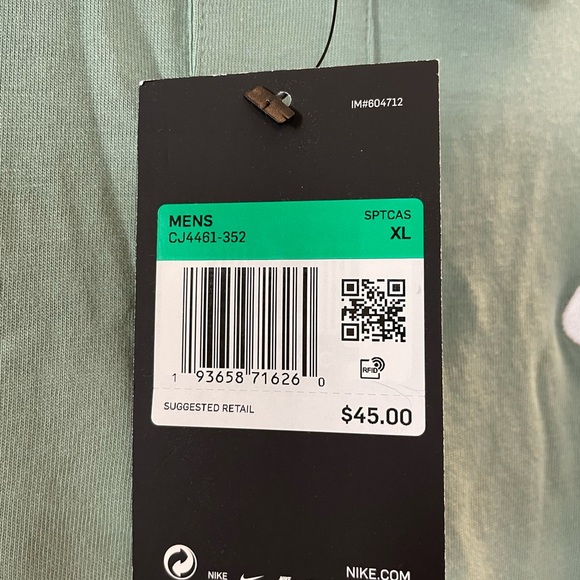 IM#604712
MENS SPTCAS
CJ4461-352 XL
RFID
1 93658 71626 0
SUGGESTED RETAIL $45.00
NIKE NIKE.COM